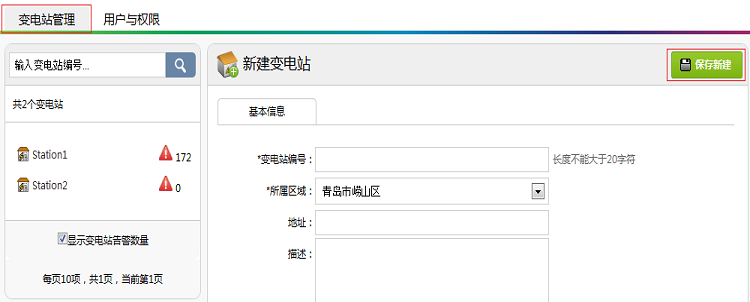 变电站管理 用户与权限
输入变电站编号...
共2个变电站
Station1 172
Station2 0
显示变电站告警数量
每页10项，共1页，当前第1页
新建变电站
保存新建
基本信息
*变电站编号： 长度不能大于20字符
*所属区域： 青岛市崂山区
地址：
描述：